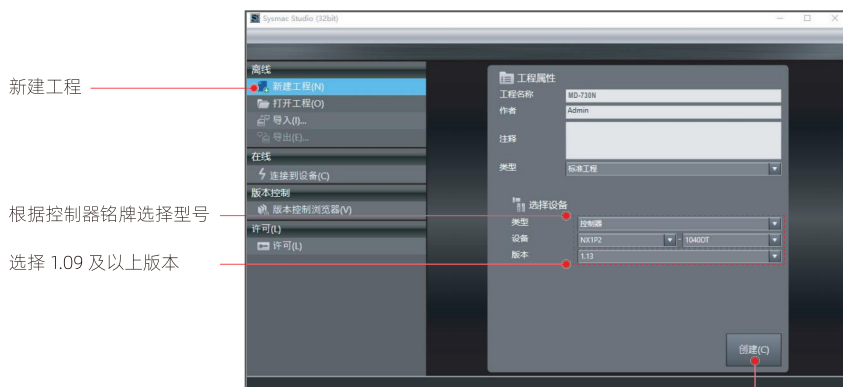 Sysmac Studio (32bit)
新建工程
根据控制器铭牌选择型号
选择 1.09 及以上版本
离线
新建工程(N)
打开工程(O)
导入(I)...
导出(E)...
在线
连接到设备(C)
版本控制
版本控制浏览器(V)
许可(L)
许可(L)
工程属性
工程名称 MD-730N
作者 Admin
注释
类型 标准工程
选择设备
类型 控制器
设备 NX1P2 - 1040DT
版本 1.13
创建(C)